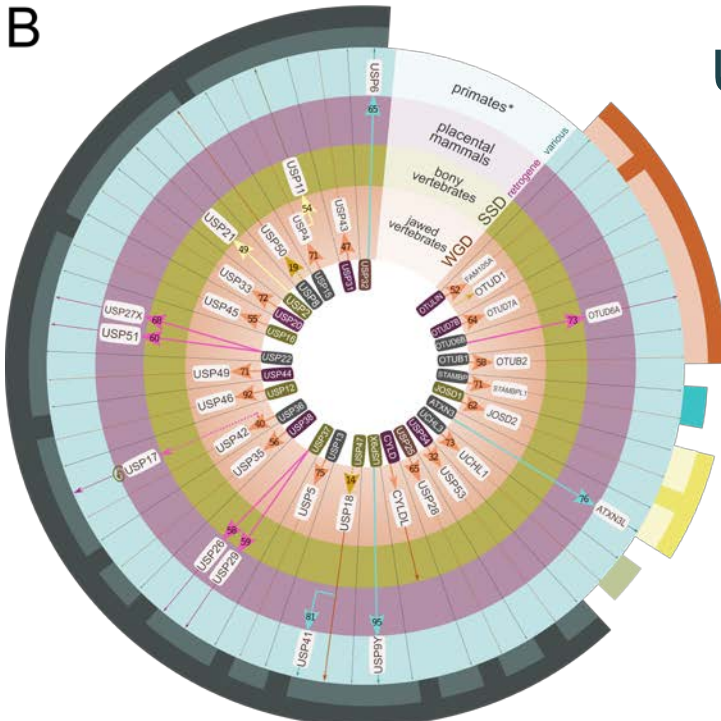 B
primates*
placental
mammals
bony
vertebrates
jawed
vertebrates
WGD
SSD
retrogene
various
USP6
65
USP32
USP43
47
USP31
USP11
54
USP4
71
USP15
USP50
19
USP8
USP21
49
USP2
USP33
72
USP20
USP45
55
USP16
USP27X
68
USP51
60
USP22
USP49
71
USP44
USP46
92
USP12
USP17
USP42
40
USP36
USP35
56
USP38
USP26
58
USP29
59
USP37
USP5
75
USP13
USP18
14
USP41
81
USP47
USP9Y
95
USP9X
CYLDL
CYLD
USP28
65
USP25
USP53
32
USP54
UCHL1
73
UCHL3
ATXN3L
76
ATXN3
JOSD2
62
JOSD1
STAMBPL1
71
STAMBP
OTUB2
58
OTUB1
OTUD6A
73
OTUD6B
OTUD7A
64
OTUD7B
OTUD1
FAM105A
52
OTULIN